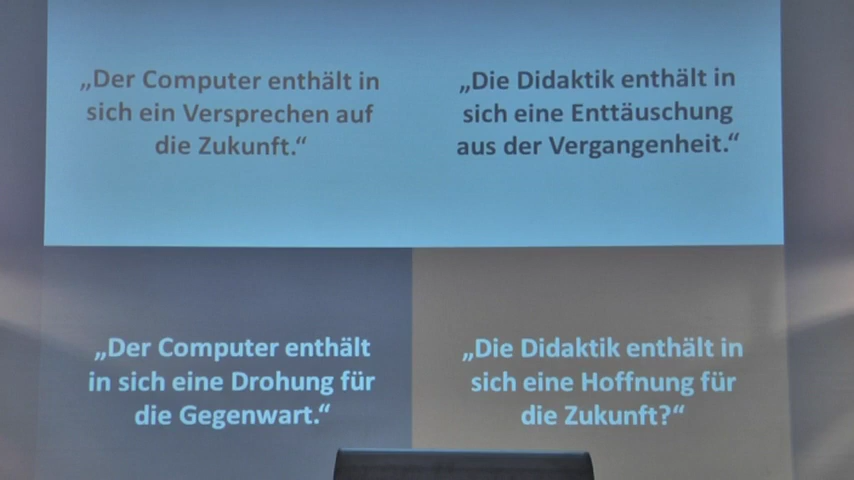 „Der Computer enthält in
sich ein Versprechen auf
die Zukunft.“
„Die Didaktik enthält in
sich eine Enttäuschung
aus der Vergangenheit.“
„Der Computer enthält
in sich eine Drohung für
die Gegenwart.“
„Die Didaktik enthält in
sich eine Hoffnung für
die Zukunft?“